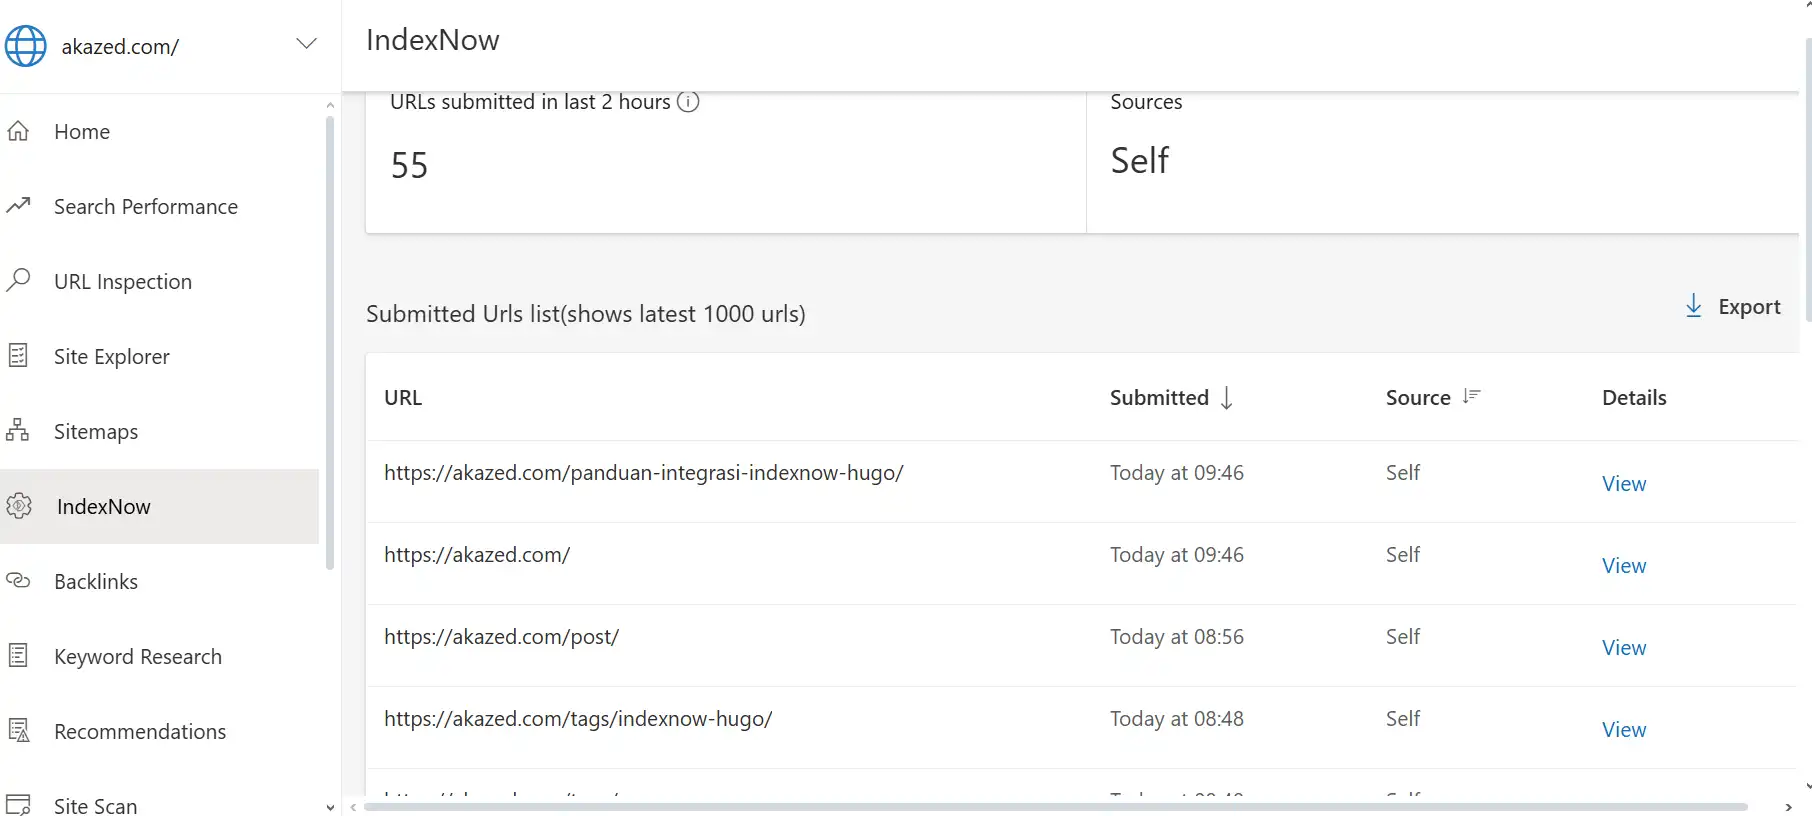 akazed.com/
Home
Search Performance
URL Inspection
Site Explorer
Sitemaps
IndexNow
Backlinks
Keyword Research
Recommendations
Site Scan
IndexNow
URLs submitted in last 2 hours
55
Sources
Self
Submitted Urls list(shows latest 1000 urls)
Export
URL Submitted Source Details
https://akazed.com/panduan-integrasi-indexnow-hugo/ Today at 09:46 Self View
https://akazed.com/ Today at 09:46 Self View
https://akazed.com/post/ Today at 08:56 Self View
https://akazed.com/tags/indexnow-hugo/ Today at 08:48 Self View